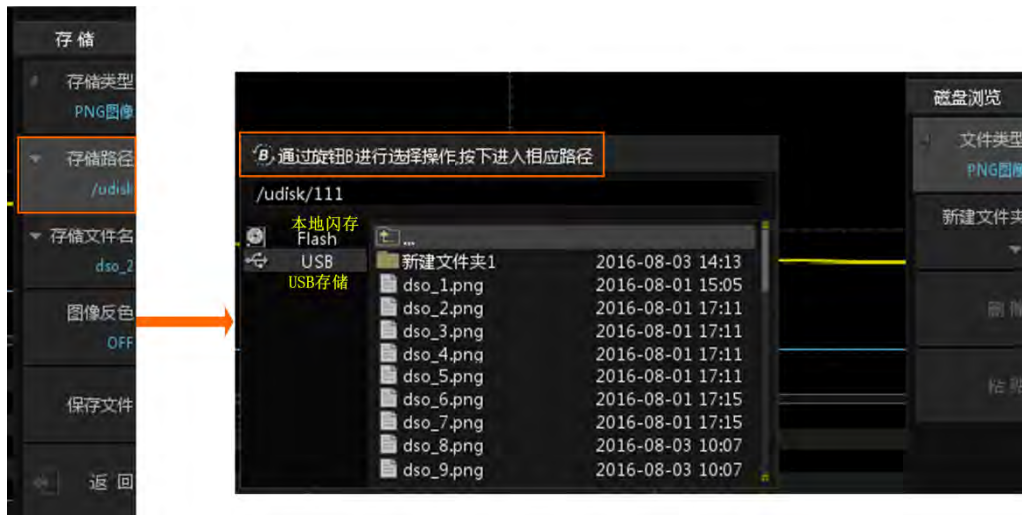 存储
存储类型
PNG图像
存储路径
/udisk
存储文件名
dso_2
图像反色
OFF
保存文件
返回
B 通过旋钮B进行选择操作,按下进入相应路径
/udisk/111
本地闪存
Flash
USB
USB存储
...
新建文件夹1 2016-08-03 14:13
dso_1.png 2016-08-01 15:05
dso_2.png 2016-08-01 17:11
dso_3.png 2016-08-01 17:11
dso_4.png 2016-08-01 17:11
dso_5.png 2016-08-01 17:11
dso_6.png 2016-08-01 17:15
dso_7.png 2016-08-01 17:15
dso_8.png 2016-08-03 10:07
dso_9.png 2016-08-03 10:07
磁盘浏览
文件类型
PNG图像
新建文件夹
删除
粘贴